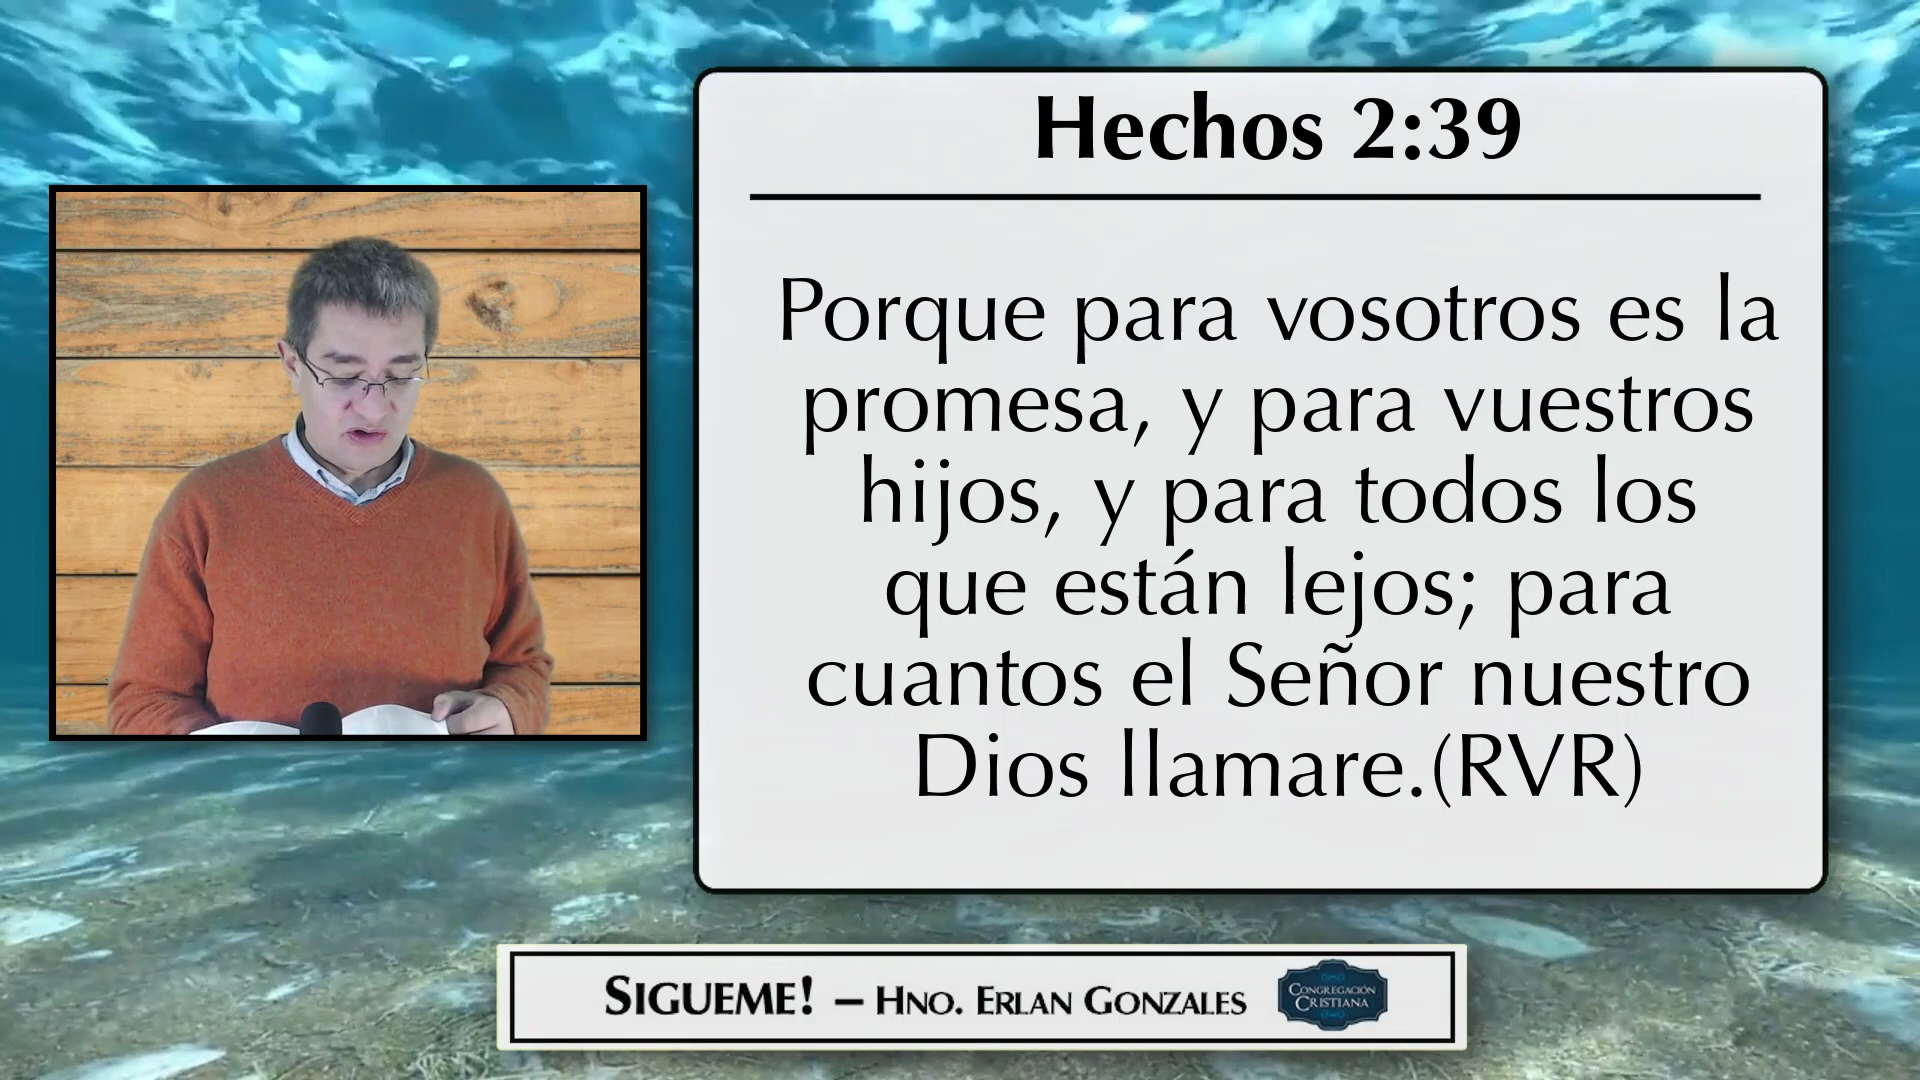 Hechos 2:39
Porque para vosotros es la
promesa, y para vuestros
hijos, y para todos los
que están lejos; para
cuantos el Señor nuestro
Dios llamare.(RVR)
SIGUEME! – HNO. ERLAN GONZALES
CONGREGACIÓN
CRISTIANA